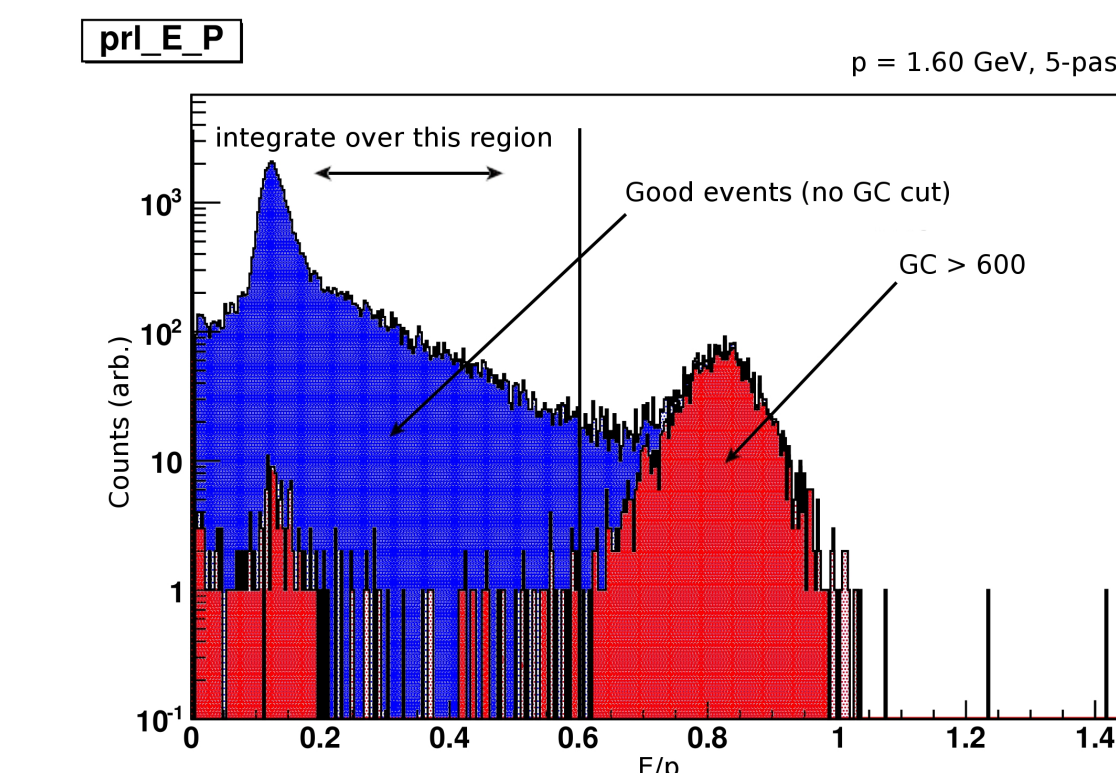 prl_E_P
p = 1.60 GeV, 5-pas
integrate over this region
Good events (no GC cut)
GC > 600
Counts (arb.)
10³
10²
10
1
10⁻¹
0 0.2 0.4 0.6 0.8 1 1.2 1.4
E/p